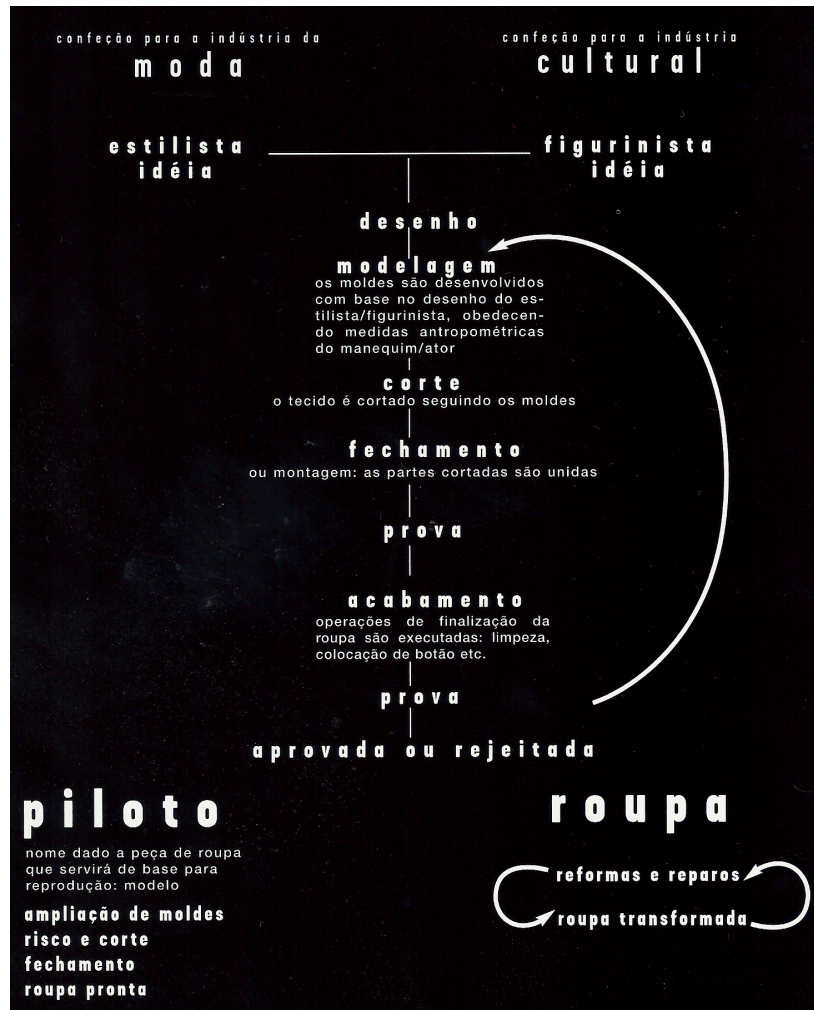 confeção para a indústria da
moda
confeção para a indústria
cultural
estilista
idéia
figurinista
idéia
desenho
modelagem
os moldes são desenvolvidos
com base no desenho do es-
tilista/figurinista, obedecen-
do medidas antropométricas
do manequim/ator
corte
o tecido é cortado seguindo os moldes
fechamento
ou montagem: as partes cortadas são unidas
prova
acabamento
operações de finalização da
roupa são executadas: limpeza,
colocação de botão etc.
prova
aprovada ou rejeitada
piloto
nome dado a peça de roupa
que servirá de base para
reprodução: modelo
ampliação de moldes
risco e corte
fechamento
roupa pronta
roupa
reformas e reparos
roupa transformada